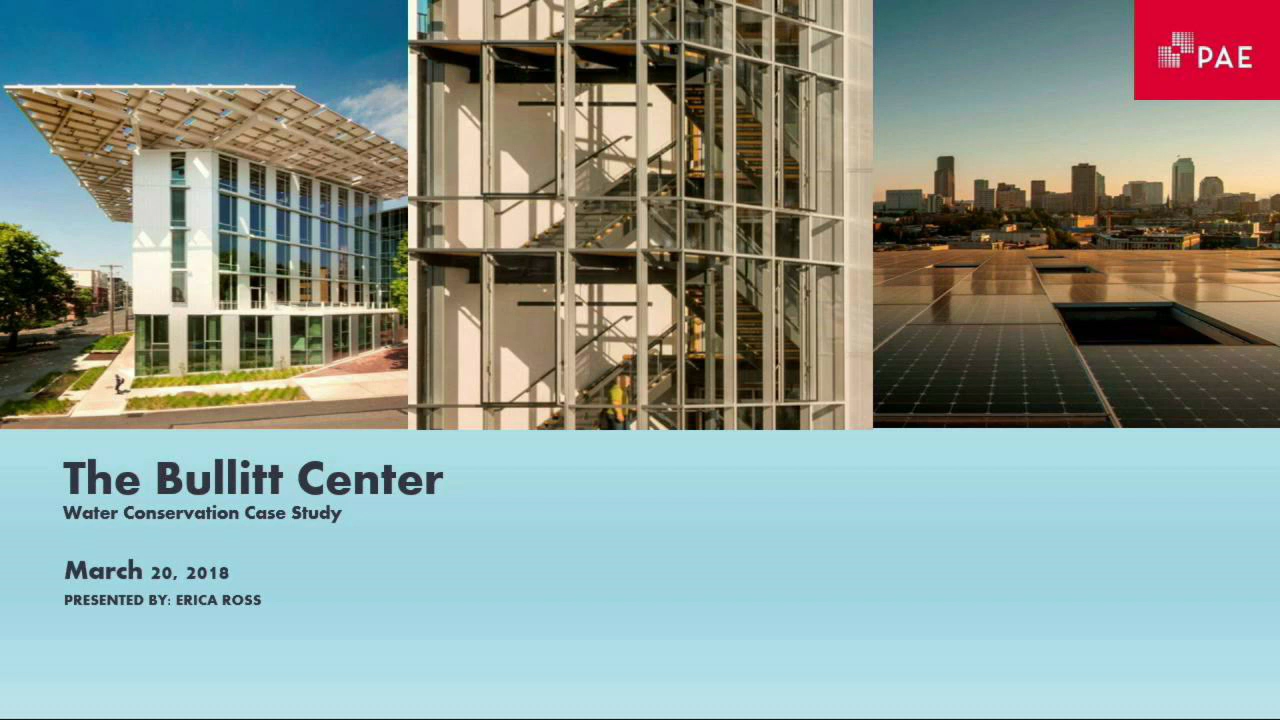 PAE
The Bullitt Center
Water Conservation Case Study
March 20, 2018
PRESENTED BY: ERICA ROSS